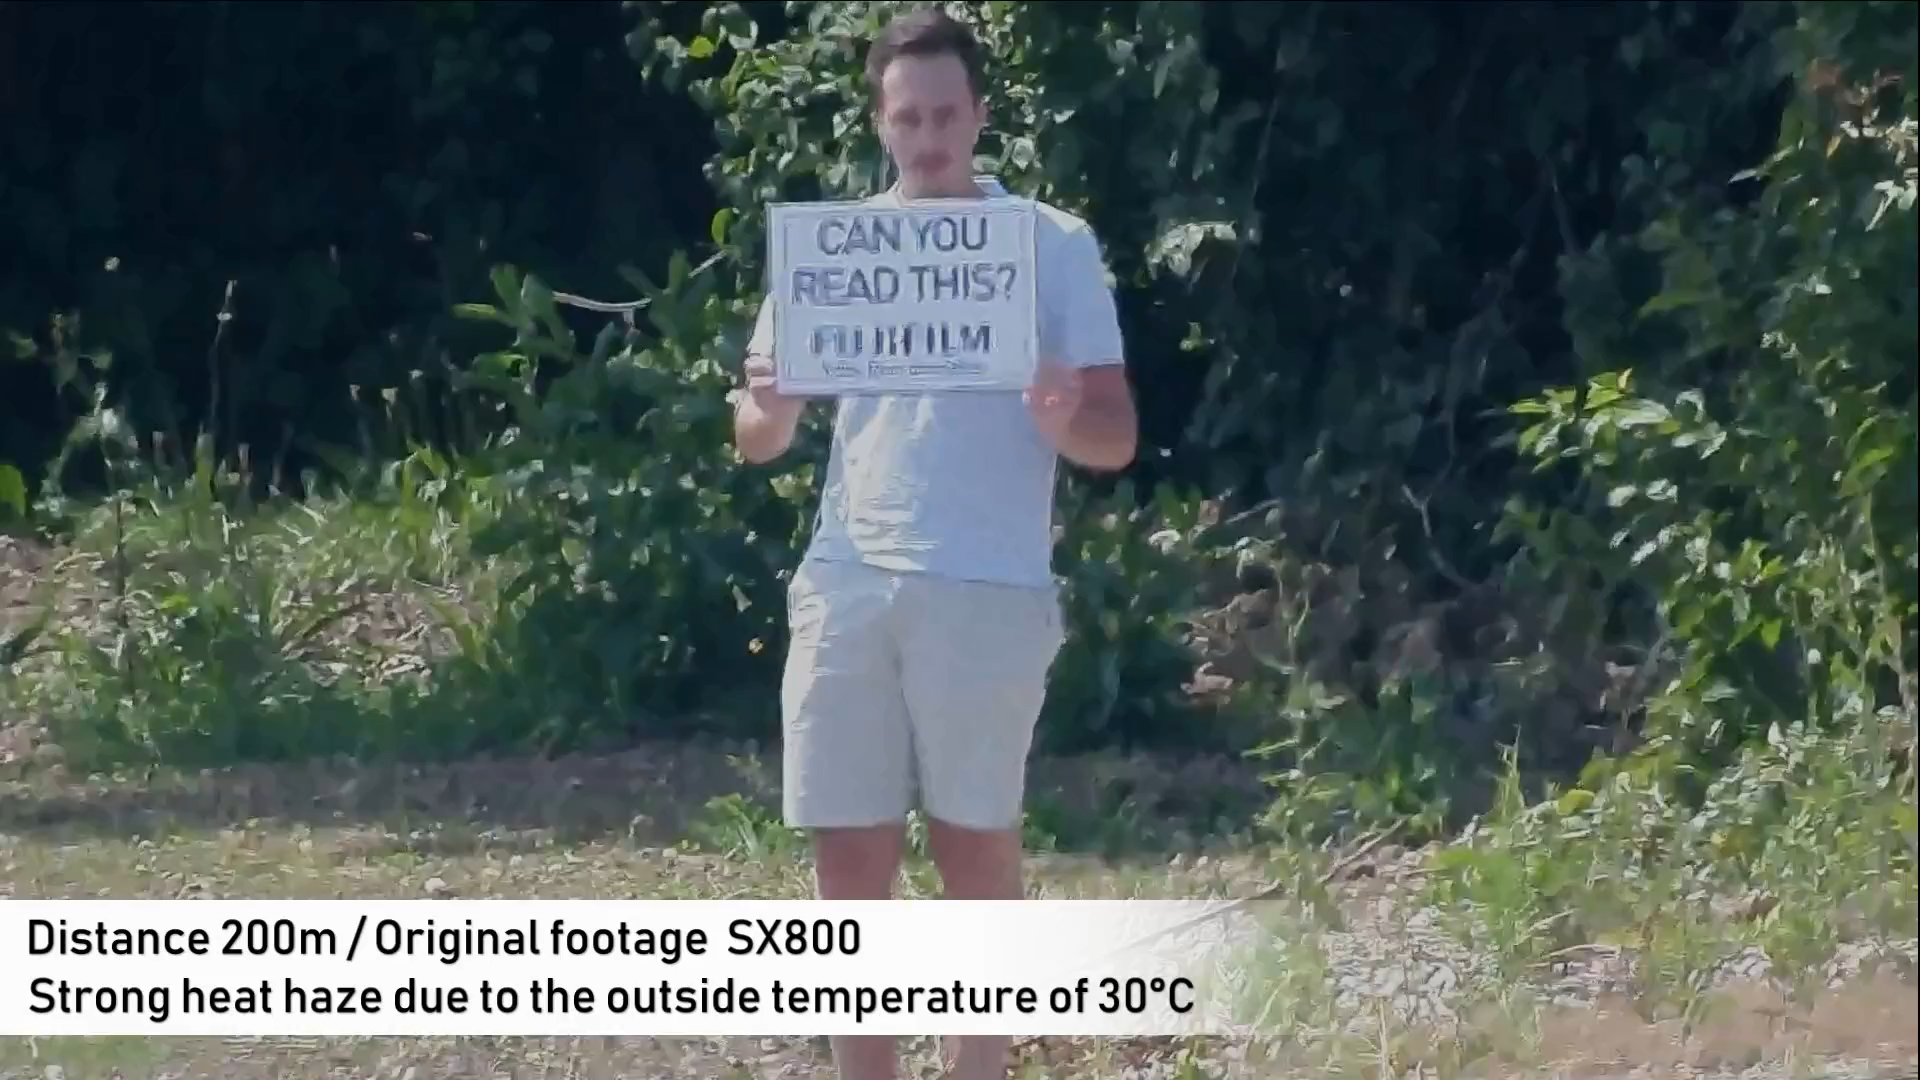 CAN YOU
READ THIS?
FUJIFILM
Distance 200m / Original footage SX800
Strong heat haze due to the outside temperature of 30°C